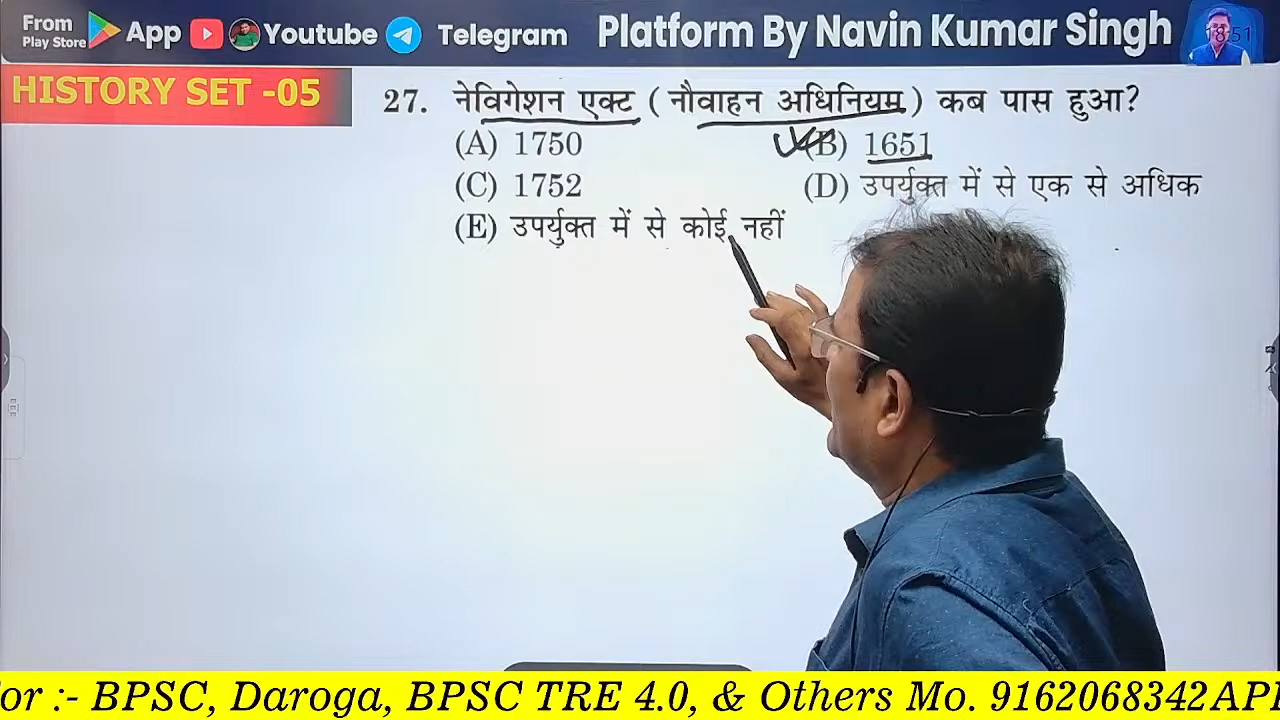 From
Play Store
App
Youtube
Telegram
Platform By Navin Kumar Singh
HISTORY SET -05
27. नेविगेशन एक्ट ( नौवाहन अधिनियम ) कब पास हुआ?
(A) 1750
(B) 1651
(C) 1752
(D) उपर्युक्त में से एक से अधिक
(E) उपर्युक्त में से कोई नहीं
or :- BPSC, Daroga, BPSC TRE 4.0, & Others Mo. 9162068342